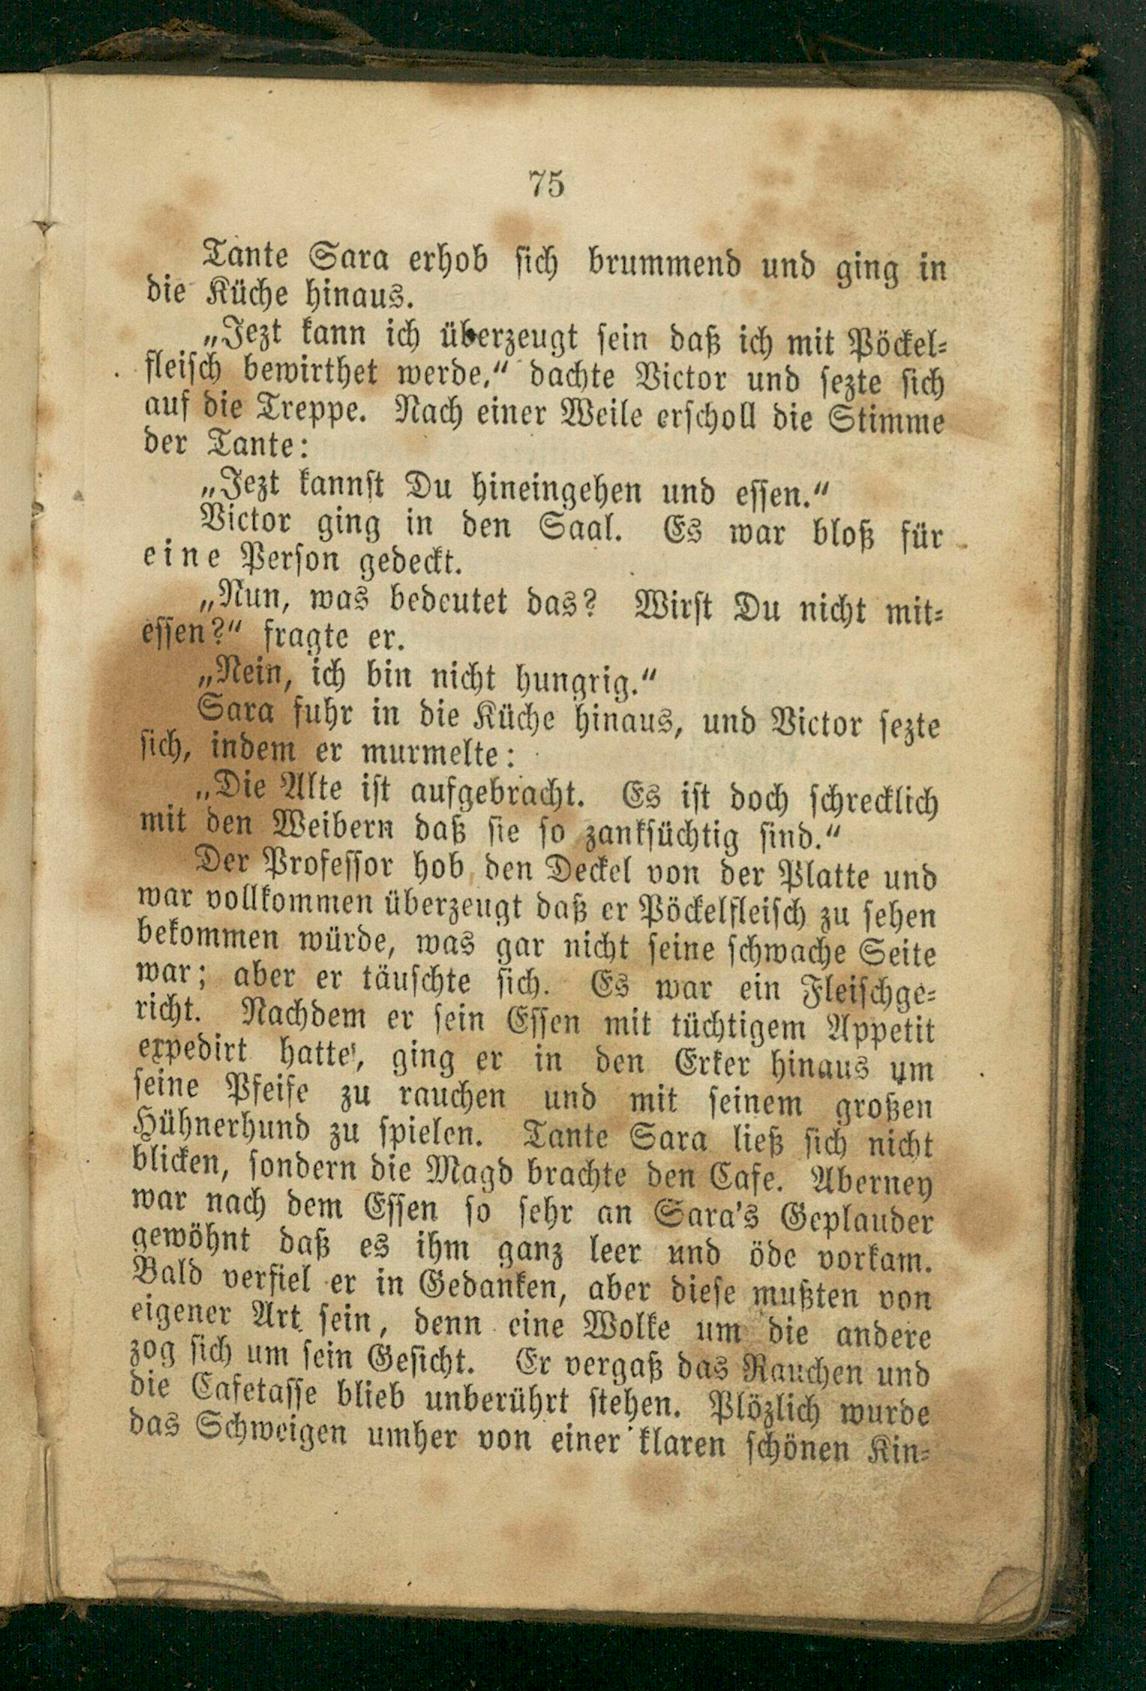 75
Tante Sara erhob sich brummend und ging in
die Küche hinaus.
„Jezt kann ich überzeugt sein daß ich mit Pöckel-
fleisch bewirthet werde,“ dachte Victor und sezte sich
auf die Treppe. Nach einer Weile erscholl die Stimme
der Tante:
„Jezt kannst Du hineingehen und essen.“
Victor ging in den Saal. Es war bloß für
eine Person gedeckt.
„Nun, was bedeutet das? Wirst Du nicht mit-
essen?“ fragte er.
„Nein, ich bin nicht hungrig.“
Sara fuhr in die Küche hinaus, und Victor sezte
sich, indem er murmelte:
„Die Alte ist aufgebracht. Es ist doch schrecklich
mit den Weibern daß sie so zanksüchtig sind.“
Der Professor hob den Deckel von der Platte und
war vollkommen überzeugt daß er Pöckelfleisch zu sehen
bekommen würde, was gar nicht seine schwache Seite
war; aber er täuschte sich. Es war ein Fleischge-
richt. Nachdem er sein Essen mit tüchtigem Appetit
expedirt hatte, ging er in den Erker hinaus um
seine Pfeife zu rauchen und mit seinem großen
Hühnerhund zu spielen. Tante Sara ließ sich nicht
blicken, sondern die Magd brachte den Cafe. Aberney
war nach dem Essen so sehr an Sara's Geplauder
gewöhnt daß es ihm ganz leer und öde vorkam.
Bald verfiel er in Gedanken, aber diese mußten von
eigener Art sein, denn eine Wolke um die andere
zog sich um sein Gesicht. Er vergaß das Rauchen und
die Cafetasse blieb unberührt stehen. Plözlich wurde
das Schweigen umher von einer klaren schönen Kin-